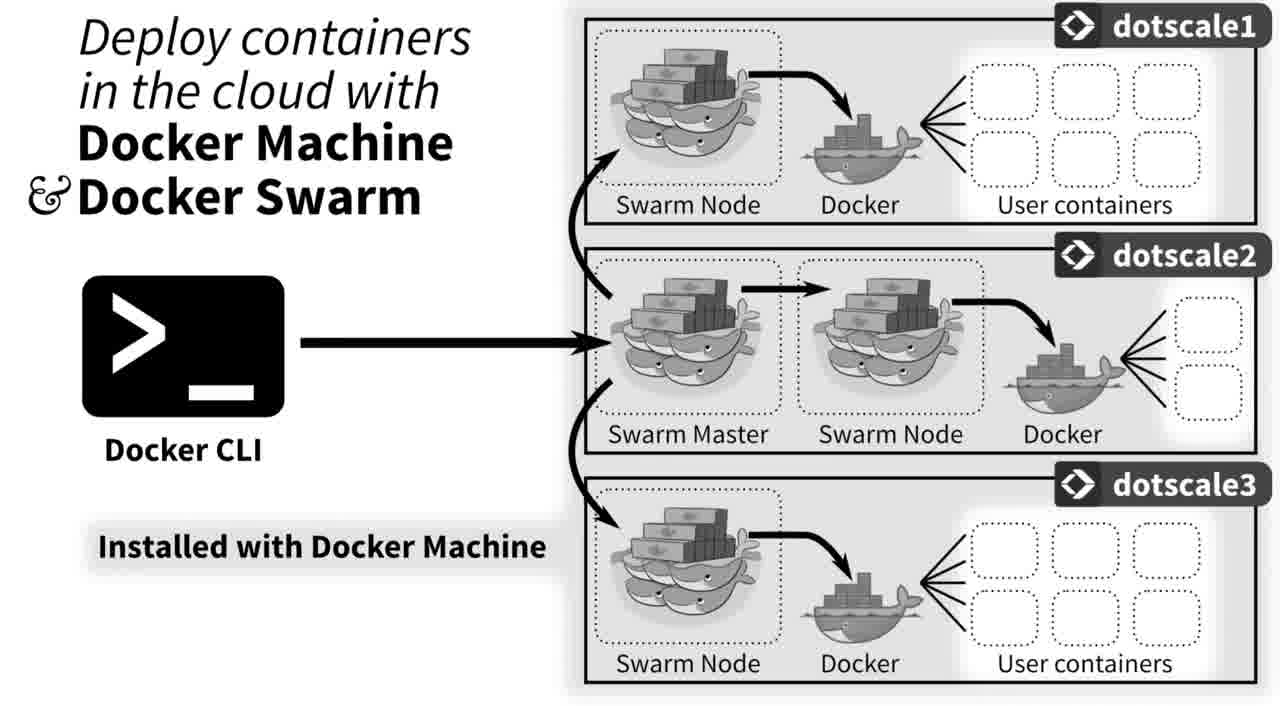 Deploy containers
in the cloud with
Docker Machine
& Docker Swarm
>_
Docker CLI
Installed with Docker Machine
dotscale1
Swarm Node
Docker
User containers
dotscale2
Swarm Master
Swarm Node
Docker
dotscale3
Swarm Node
Docker
User containers